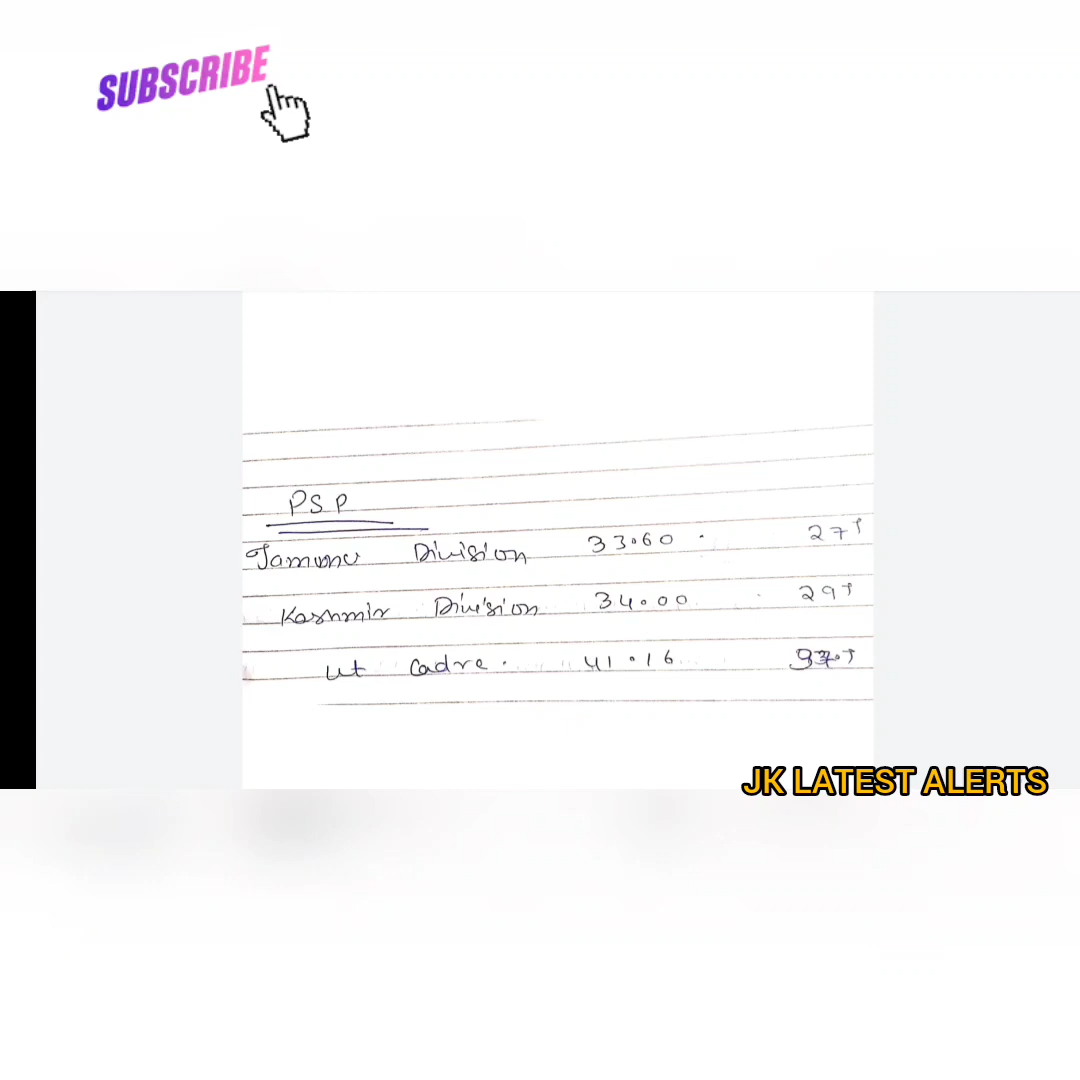 SUBSCRIBE
PSP
Jammu Division 33.60 . 27↑
Kashmir Division 34.00 29↑
Ut Cadre. 41.16
JK LATEST ALERTS